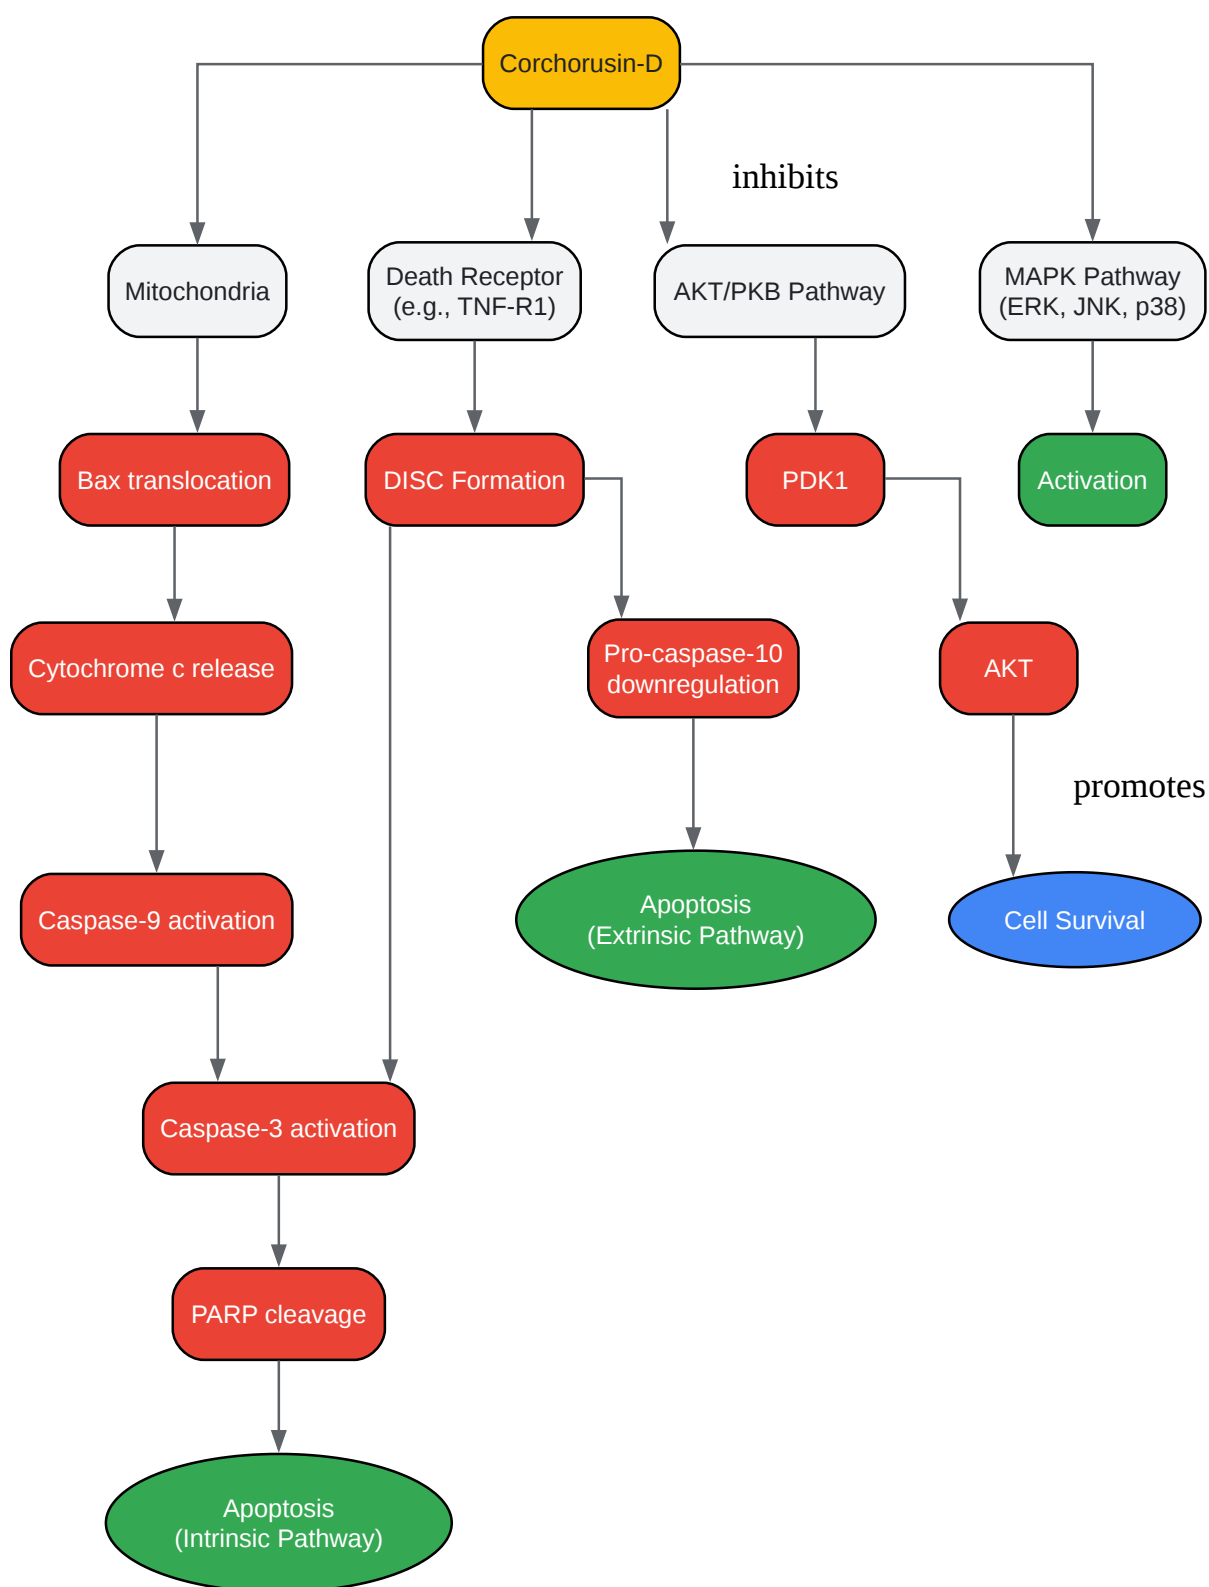 Corchorusin-D
inhibits
Mitochondria
Death Receptor
(e.g., TNF-R1)
AKT/PKB Pathway
MAPK Pathway
(ERK, JNK, p38)
Bax translocation
DISC Formation
PDK1
Activation
Cytochrome c release
Pro-caspase-10
downregulation
AKT
promotes
Caspase-9 activation
Apoptosis
(Extrinsic Pathway)
Cell Survival
Caspase-3 activation
PARP cleavage
Apoptosis
(Intrinsic Pathway)